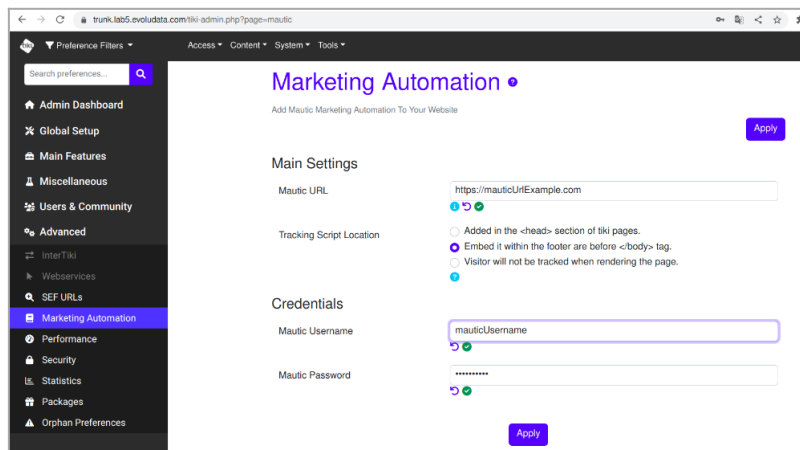 trunk.lab5.evoludata.com/tiki-admin.php?page=mautic
tiki Preference Filters Access Content System Tools
Search preferences...
Admin Dashboard
Global Setup
Main Features
Miscellaneous
Users & Community
Advanced
InterTiki
Webservices
SEF URLs
Marketing Automation
Performance
Security
Statistics
Packages
Orphan Preferences
Marketing Automation
Add Mautic Marketing Automation To Your Website
Apply
Main Settings
Mautic URL https://mauticUrlExample.com
Tracking Script Location Added in the <head> section of tiki pages.
Embed it within the footer are before </body> tag.
Visitor will not be tracked when rendering the page.
Credentials
Mautic Username mauticUsername
Mautic Password ••••••••••
Apply